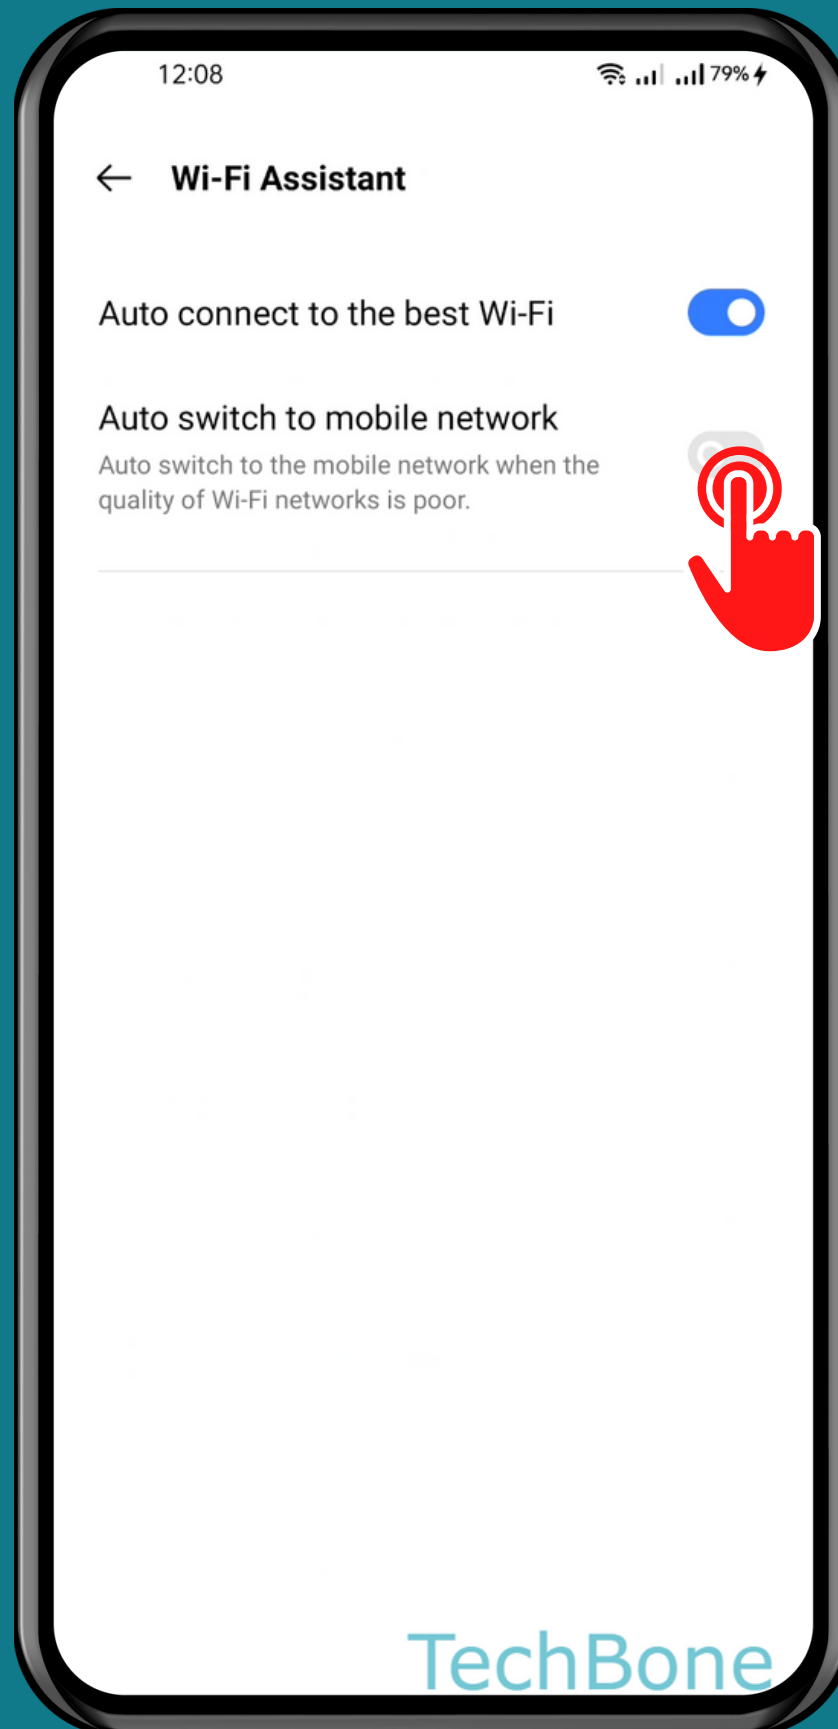 12:08 79%
Wi-Fi Assistant
Auto connect to the best Wi-Fi
Auto switch to mobile network
Auto switch to the mobile network when the
quality of Wi-Fi networks is poor.
TechBone